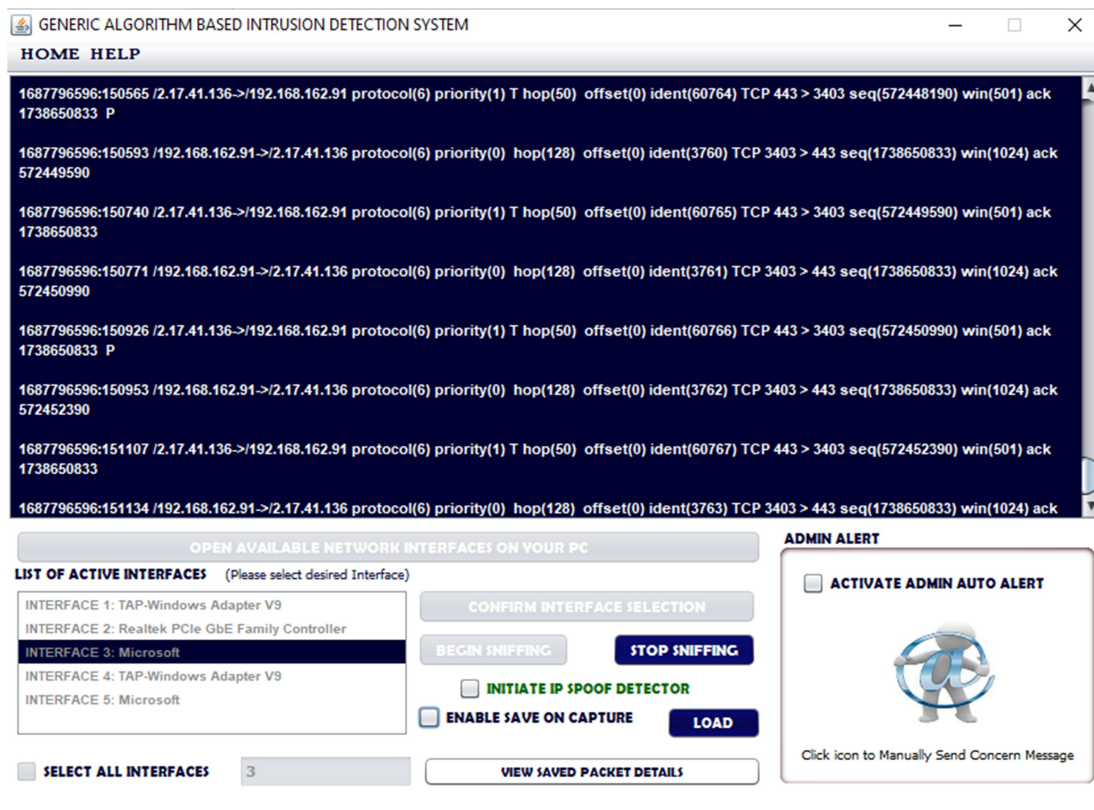 GENERIC ALGORITHM BASED INTRUSION DETECTION SYSTEM
HOME HELP
1687796596:150565 /2.17.41.136->/192.168.162.91 protocol(6) priority(1) T hop(50) offset(0) ident(60764) TCP 443 > 3403 seq(572448190) win(501) ack
1738650833 P
1687796596:150593 /192.168.162.91->/2.17.41.136 protocol(6) priority(0) hop(128) offset(0) ident(3760) TCP 3403 > 443 seq(1738650833) win(1024) ack
572449590
1687796596:150740 /2.17.41.136->/192.168.162.91 protocol(6) priority(1) T hop(50) offset(0) ident(60765) TCP 443 > 3403 seq(572449590) win(501) ack
1738650833
1687796596:150771 /192.168.162.91->/2.17.41.136 protocol(6) priority(0) hop(128) offset(0) ident(3761) TCP 3403 > 443 seq(1738650833) win(1024) ack
572450990
1687796596:150926 /2.17.41.136->/192.168.162.91 protocol(6) priority(1) T hop(50) offset(0) ident(60766) TCP 443 > 3403 seq(572450990) win(501) ack
1738650833 P
1687796596:150953 /192.168.162.91->/2.17.41.136 protocol(6) priority(0) hop(128) offset(0) ident(3762) TCP 3403 > 443 seq(1738650833) win(1024) ack
572452390
1687796596:151107 /2.17.41.136->/192.168.162.91 protocol(6) priority(1) T hop(50) offset(0) ident(60767) TCP 443 > 3403 seq(572452390) win(501) ack
1738650833
1687796596:151134 /192.168.162.91->/2.17.41.136 protocol(6) priority(0) hop(128) offset(0) ident(3763) TCP 3403 > 443 seq(1738650833) win(1024) ack
OPEN AVAILABLE NETWORK INTERFACES ON YOUR PC
LIST OF ACTIVE INTERFACES (Please select desired Interface)
INTERFACE 1: TAP-Windows Adapter V9
INTERFACE 2: Realtek PCIe GbE Family Controller
INTERFACE 3: Microsoft
INTERFACE 4: TAP-Windows Adapter V9
INTERFACE 5: Microsoft
SELECT ALL INTERFACES
3
CONFIRM INTERFACE SELECTION
BEGIN SNIFFING
STOP SNIFFING
INITIATE IP SPOOF DETECTOR
ENABLE SAVE ON CAPTURE
LOAD
VIEW SAVED PACKET DETAILS
ADMIN ALERT
ACTIVATE ADMIN AUTO ALERT
@
Click icon to Manually Send Concern Message